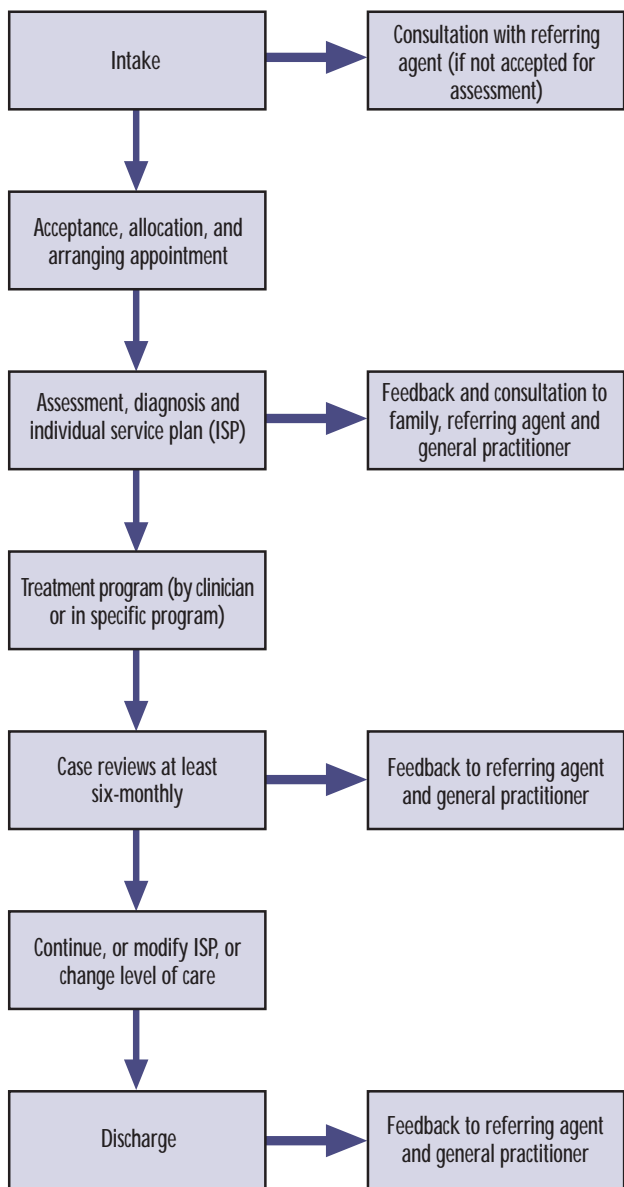 Intake
Consultation with referring
agent (if not accepted for
assessment)
Acceptance, allocation, and
arranging appointment
Assessment, diagnosis and
individual service plan (ISP)
Feedback and consultation to
family, referring agent and
general practitioner
Treatment program (by clinician
or in specific program)
Case reviews at least
six-monthly
Feedback to referring agent
and general practitioner
Continue, or modify ISP, or
change level of care
Discharge
Feedback to referring agent
and general practitioner